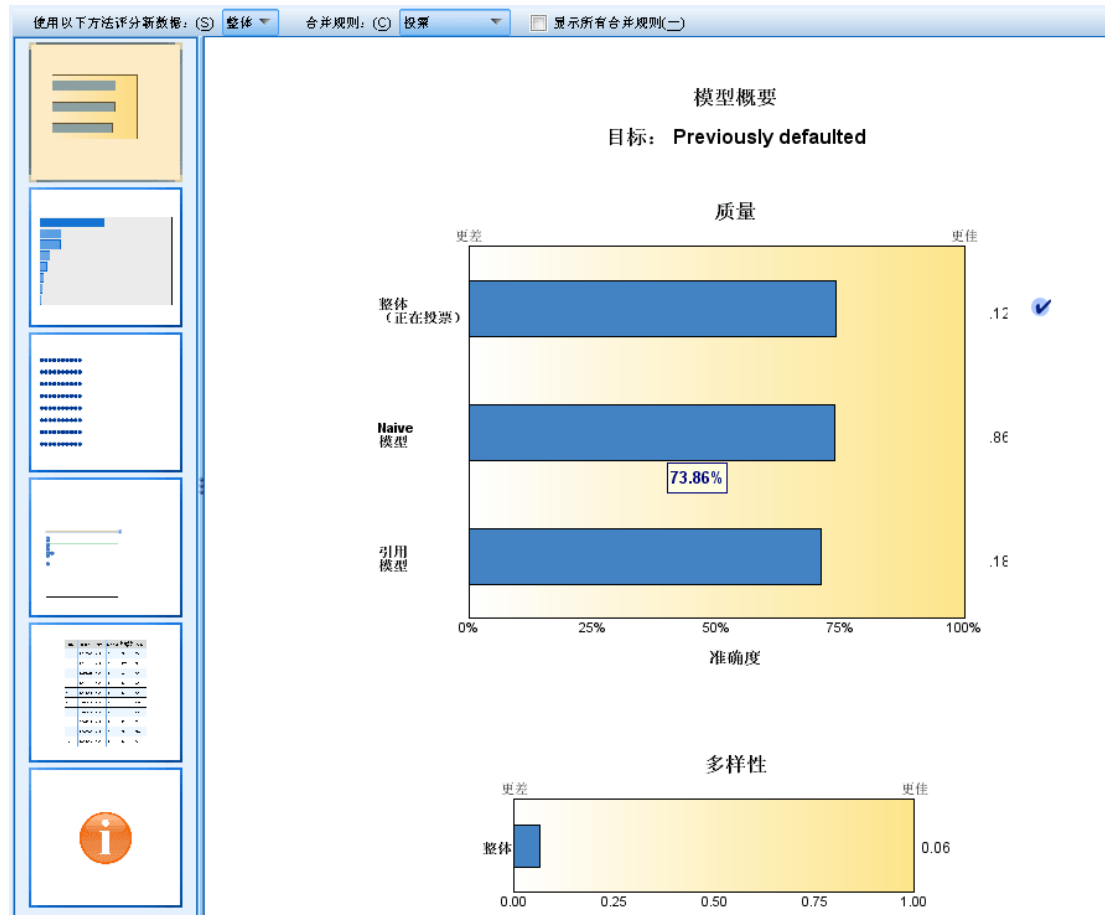 使用以下方法评分新数据：(S) 整体 合并规则：(C) 投票 显示所有合并规则(一)
模型概要
目标： Previously defaulted
质量
更差 更佳
整体
（正在投票）
.12
Naive
模型
.86
73.86%
引用
模型
.18
0% 25% 50% 75% 100%
准确度
多样性
更差 更佳
整体 0.06
0.00 0.25 0.50 0.75 1.00